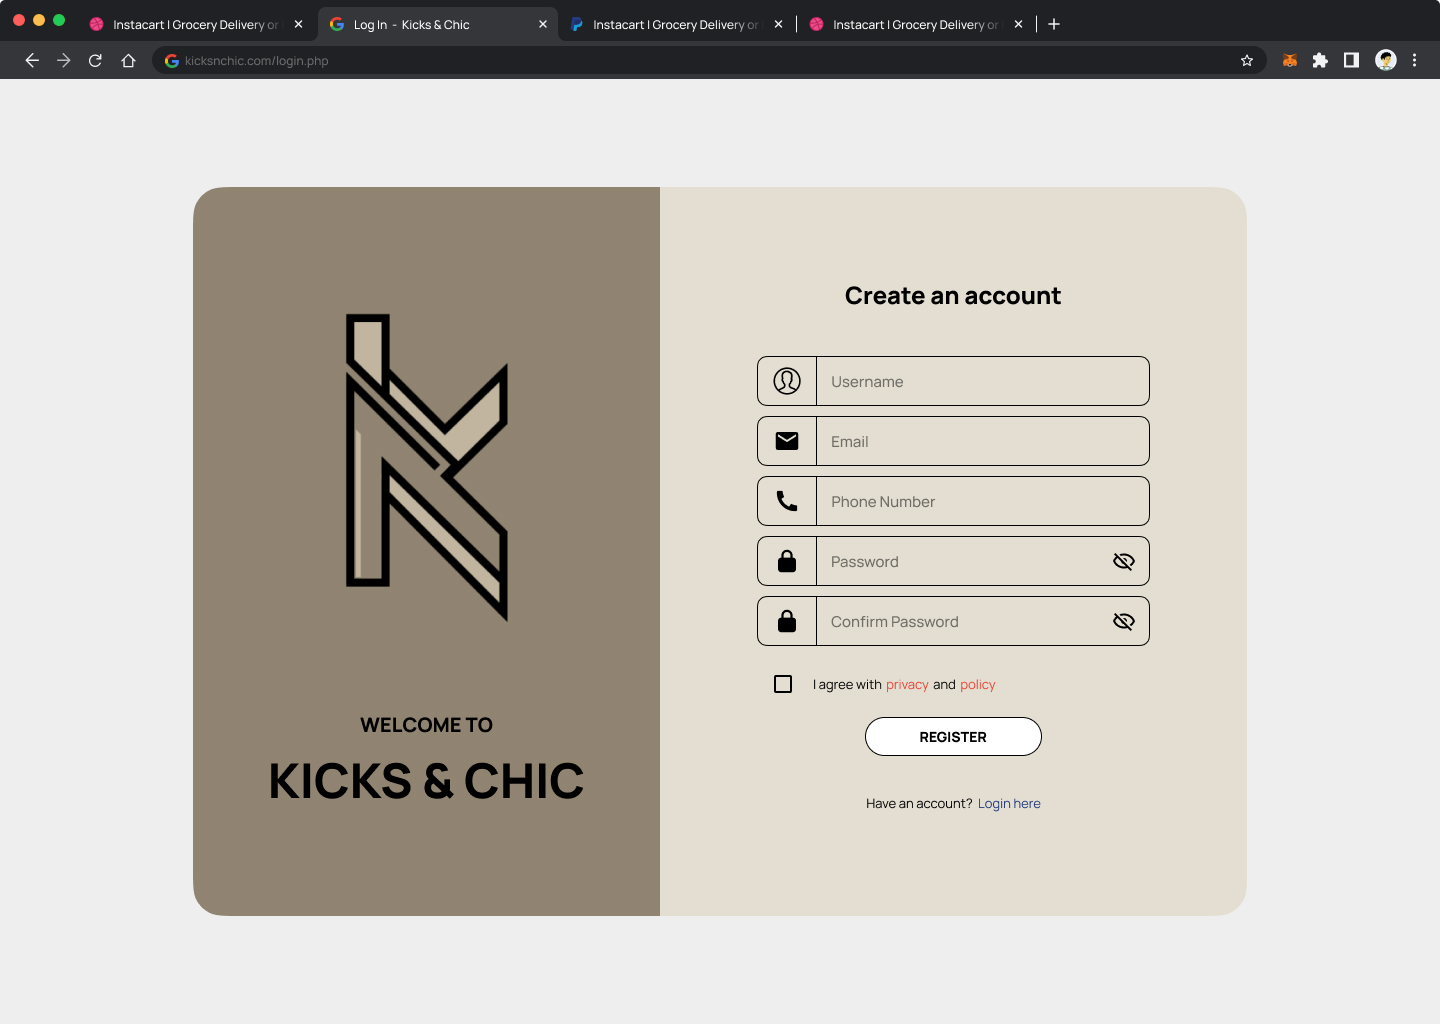 Instacart | Grocery Delivery or
Log In - Kicks & Chic
Instacart | Grocery Delivery or
Instacart | Grocery Delivery or
kicksnchic.com/login.php
WELCOME TO
KICKS & CHIC
Create an account
Username
Email
Phone Number
Password
Confirm Password
I agree with privacy and policy
REGISTER
Have an account? Login here